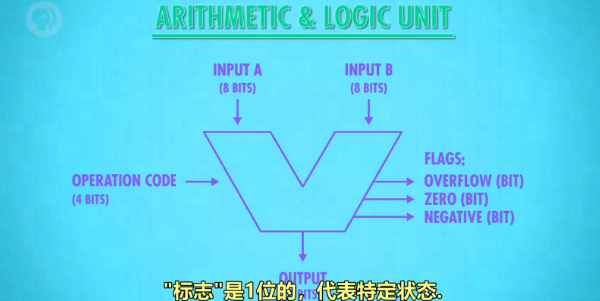 ARITHMETIC & LOGIC UNIT
INPUT A
(8 BITS)
INPUT B
(8 BITS)
OPERATION CODE
(4 BITS)
FLAGS:
OVERFLOW (BIT)
ZERO (BIT)
NEGATIVE (BIT)
OUTPUT
BITS)
"标志"是1位的，代表特定状态.